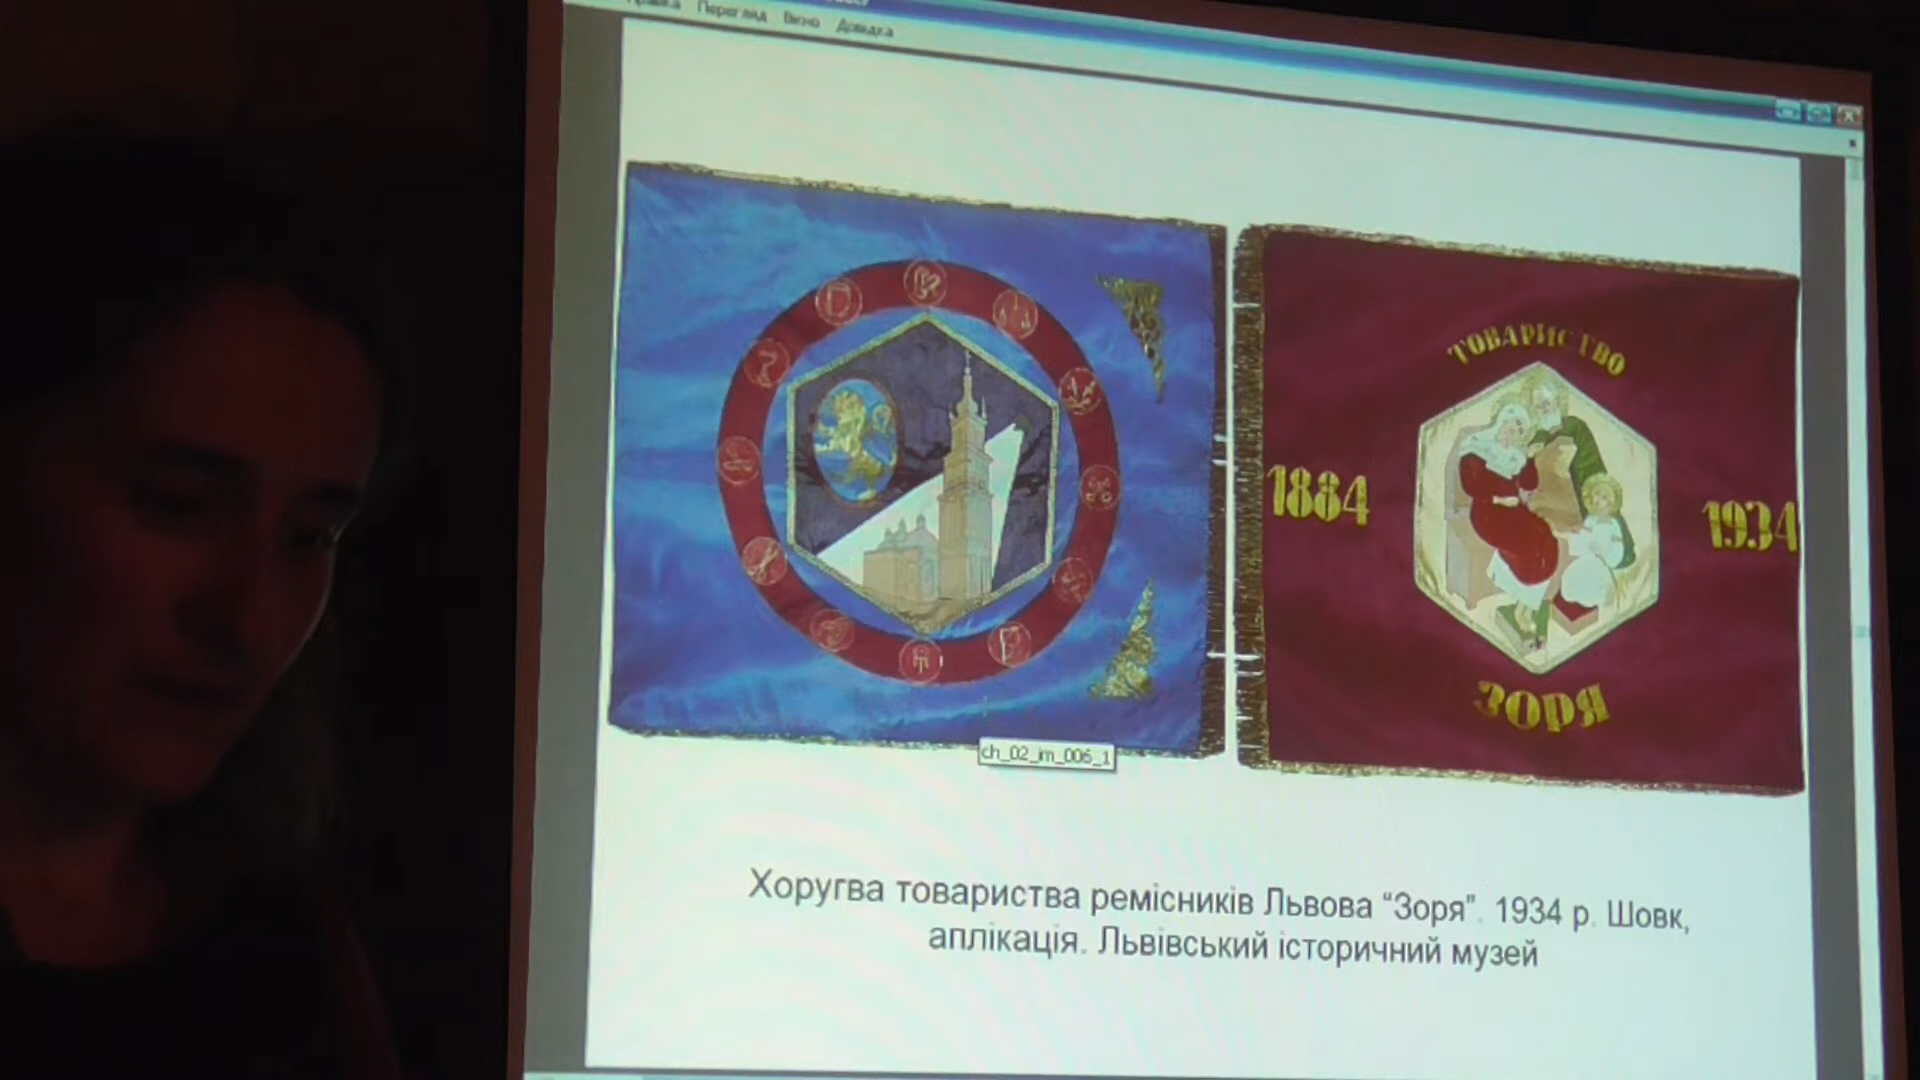 Перегляд Вікно Довідка
ТОВАРИСТВО
1884
1934
ЗОРЯ
ch_02_im_006_1
Хоругва товариства ремісників Львова “Зоря”. 1934 р. Шовк,
аплікація. Львівський історичний музей